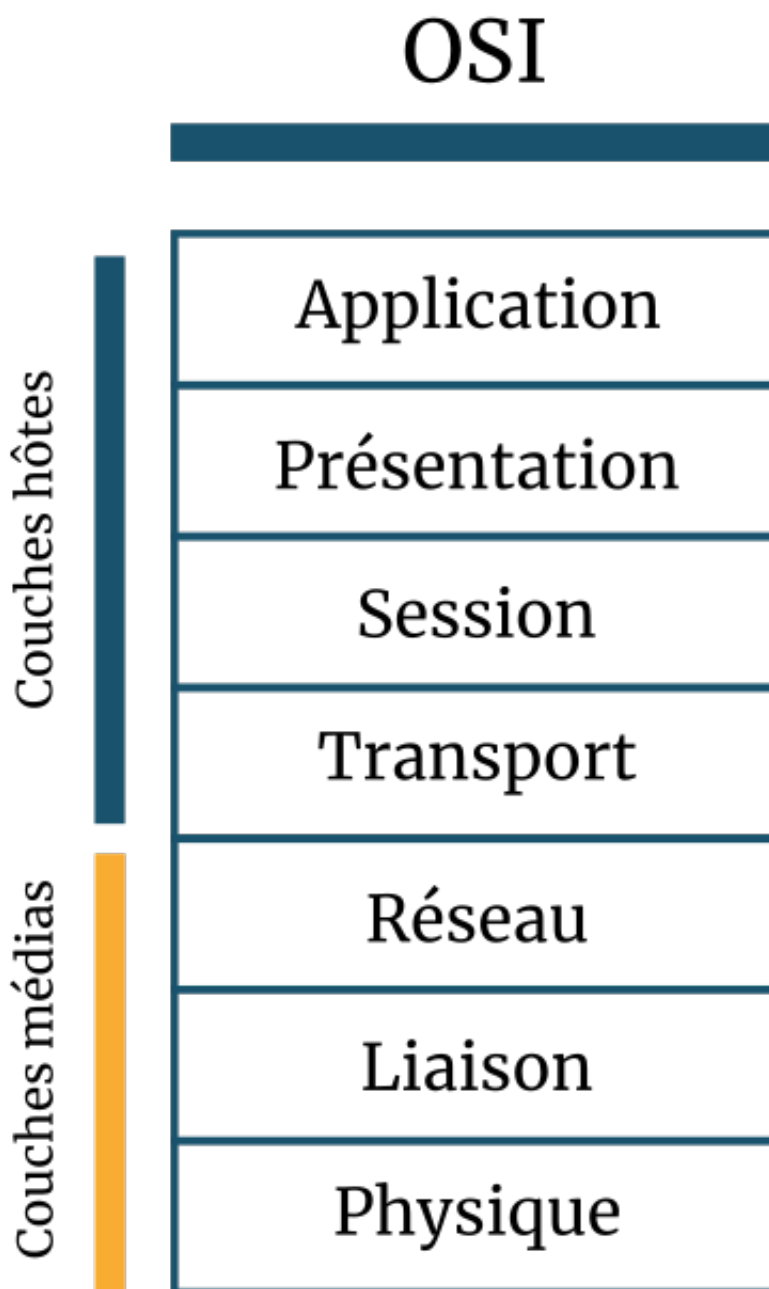 OSI
Couches hôtes
Application
Présentation
Session
Transport
Couches médias
Réseau
Liaison
Physique